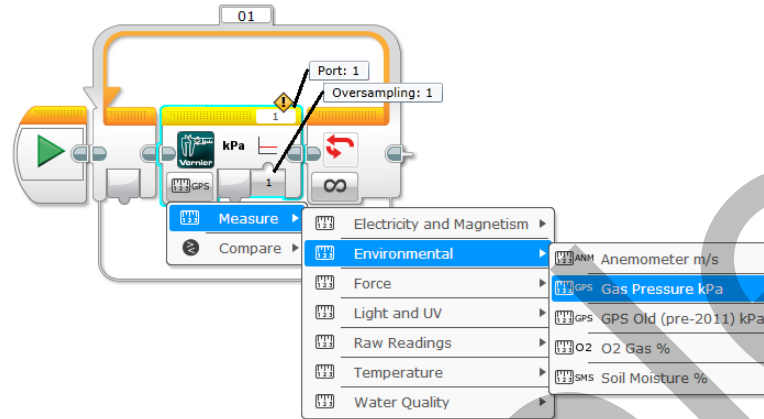 01
Port: 1
Oversampling: 1
1
Vernier
kPa
GPS
1
Measure
Compare
Electricity and Magnetism
Environmental
Force
Light and UV
Raw Readings
Temperature
Water Quality
ANM Anemometer m/s
GPS Gas Pressure kPa
GPS GPS Old (pre-2011) kPa
O2 O2 Gas %
SMS Soil Moisture %